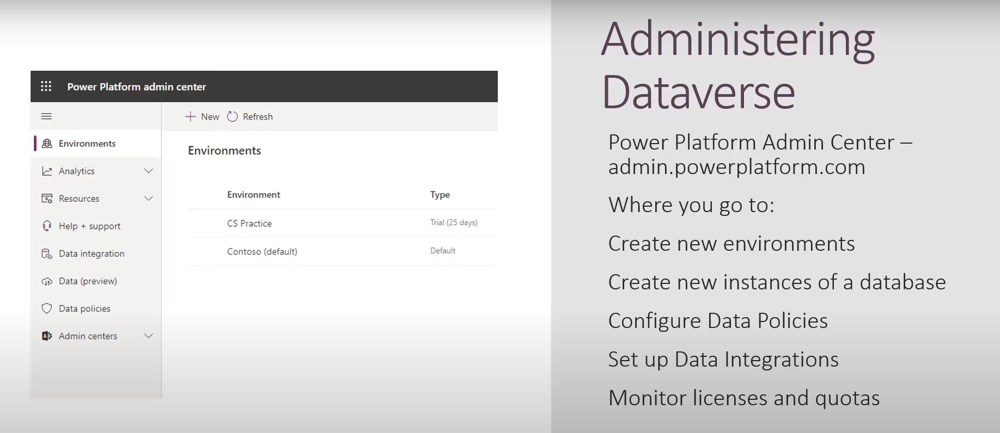 Administering
Dataverse
Power Platform admin center
New Refresh
Environments
Analytics
Resources
Help + support
Data integration
Data (preview)
Data policies
Admin centers
Environments
Environment Type
CS Practice Trial (25 days)
Contoso (default) Default
Power Platform Admin Center –
admin.powerplatform.com
Where you go to:
Create new environments
Create new instances of a database
Configure Data Policies
Set up Data Integrations
Monitor licenses and quotas